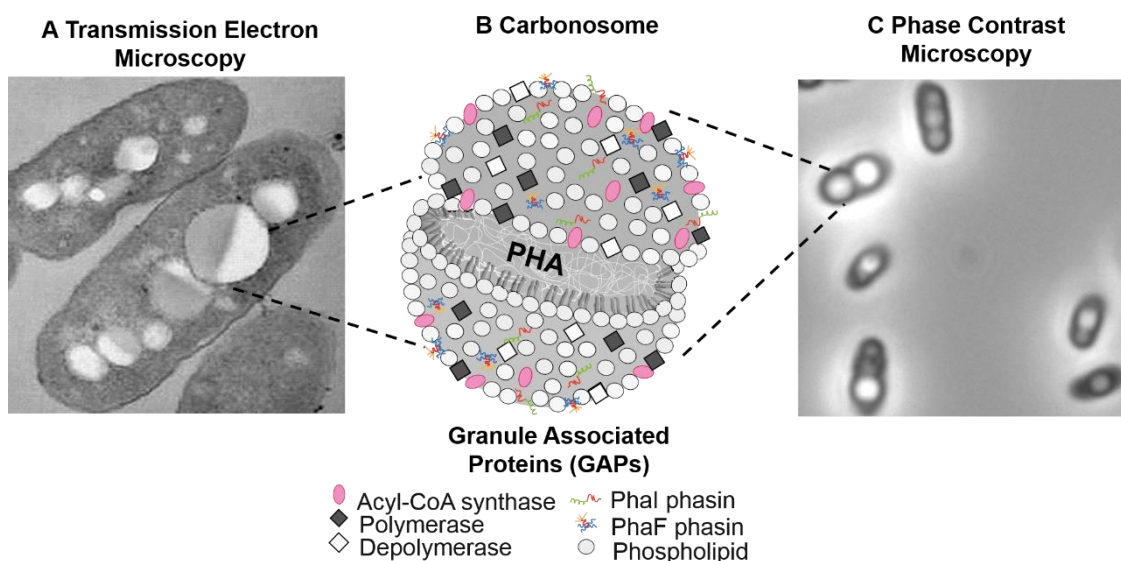 A Transmission Electron
Microscopy
B Carbonosome
C Phase Contrast
Microscopy
PHA
Granule Associated
Proteins (GAPs)
Acyl-CoA synthase
Polymerase
Depolymerase
PhaI phasin
PhaF phasin
Phospholipid